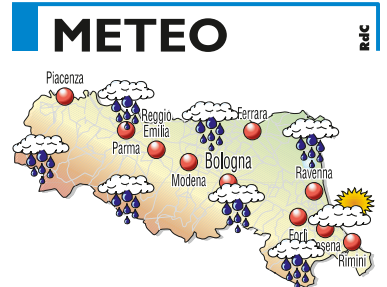 METEO
RdC
Piacenza
Reggio
Emilia
Ferrara
Parma
Bologna
Modena
Ravenna
Forlì
Rimini